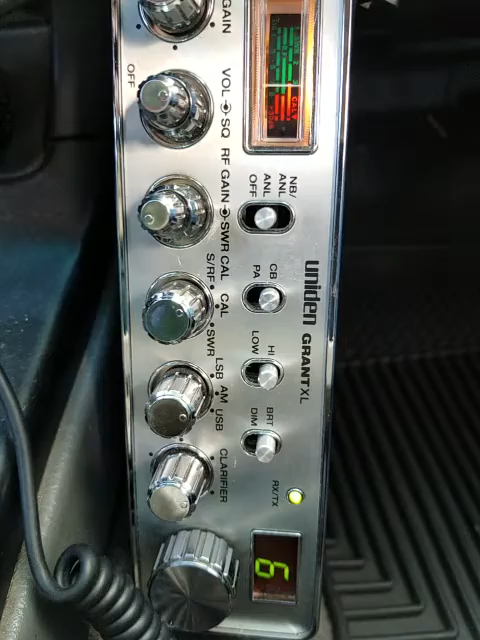 GAIN
OFF
VOL SQ
RF GAIN SWR CAL
S/RF CAL SWR
LSB AM USB
CLARIFIER
CAL
NB/
ANL
ANL
OFF
CB
PA
HI
LOW
BRT
DIM
uniden GRANT XL
RX/TX